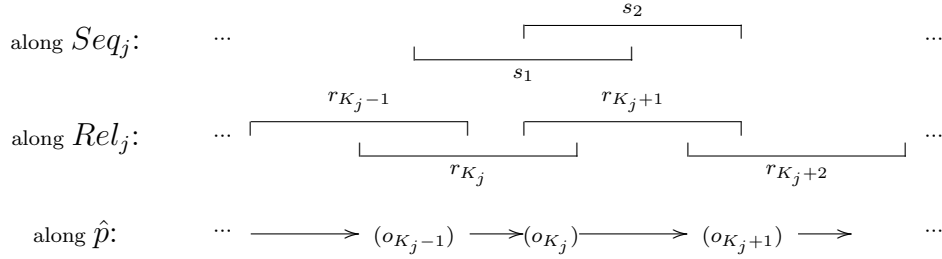 s_2
along Seq_j: ... ...
s_1
r_{K_j-1} r_{K_j+1}
along Rel_j: ... ...
r_{K_j} r_{K_j+2}
along p̂: ... (o_{K_j-1}) (o_{K_j}) (o_{K_j+1}) ...